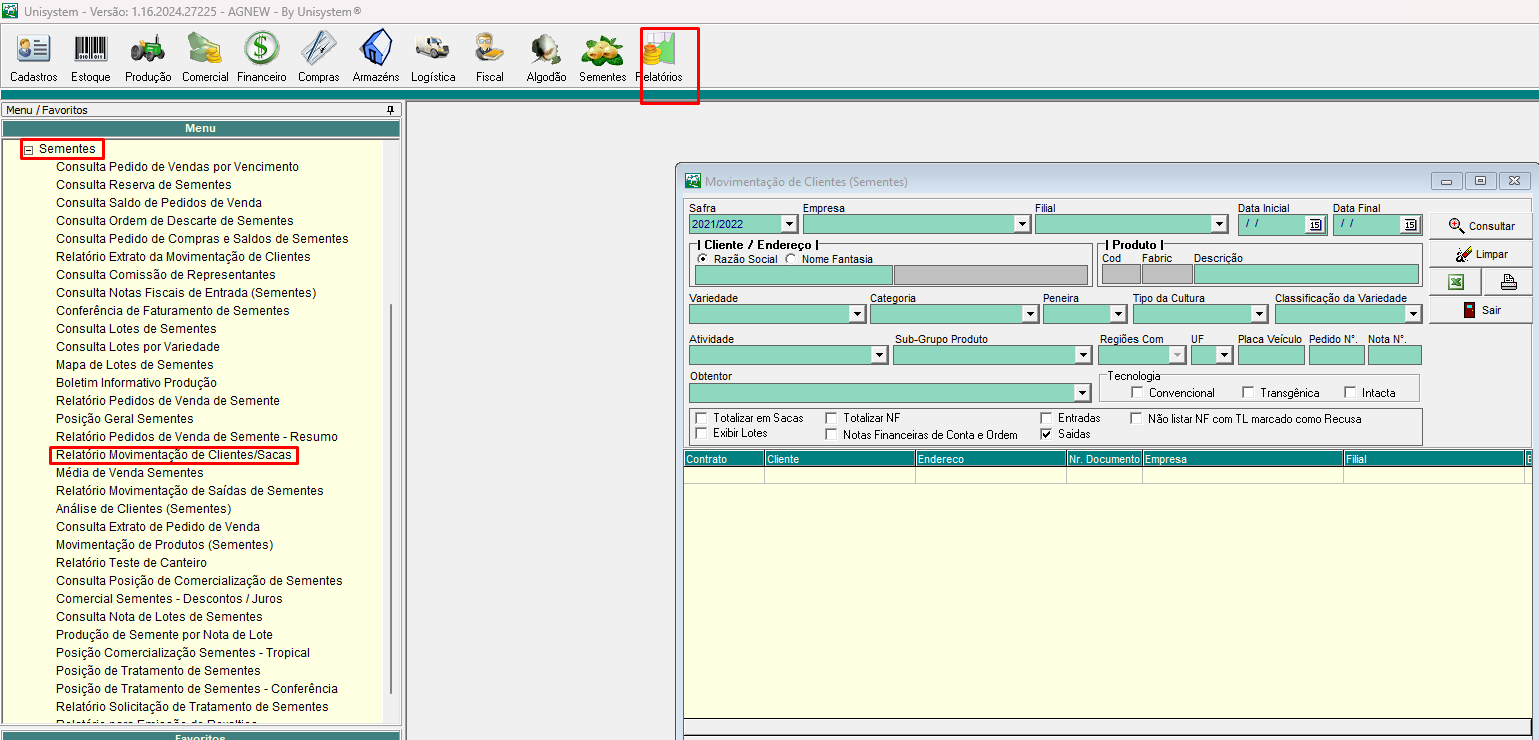 Unisystem - Versão: 1.16.2024.27225 - AGNEW - By Unisystem®
Cadastros Estoque Produção Comercial Financeiro Compras Armazéns Logística Fiscal Algodão Sementes Relatórios
Menu / Favoritos
Menu
Sementes
Consulta Pedido de Vendas por Vencimento
Consulta Reserva de Sementes
Consulta Saldo de Pedidos de Venda
Consulta Ordem de Descarte de Sementes
Consulta Pedido de Compras e Saldos de Sementes
Relatório Extrato da Movimentação de Clientes
Consulta Comissão de Representantes
Consulta Notas Fiscais de Entrada (Sementes)
Conferência de Faturamento de Sementes
Consulta Lotes de Sementes
Consulta Lotes por Variedade
Mapa de Lotes de Sementes
Boletim Informativo Produção
Relatório Pedidos de Venda de Semente
Posição Geral Sementes
Relatório Pedidos de Venda de Semente - Resumo
Relatório Movimentação de Clientes/Sacas
Média de Venda Sementes
Relatório Movimentação de Saídas de Sementes
Análise de Clientes (Sementes)
Consulta Extrato de Pedido de Venda
Movimentação de Produtos (Sementes)
Relatório Teste de Canteiro
Consulta Posição de Comercialização de Sementes
Comercial Sementes - Descontos / Juros
Consulta Nota de Lotes de Sementes
Produção de Semente por Nota de Lote
Posição Comercialização Sementes - Tropical
Posição de Tratamento de Sementes
Posição de Tratamento de Sementes - Conferência
Relatório Solicitação de Tratamento de Sementes
Favoritos
Movimentação de Clientes (Sementes)
Safra Empresa Filial Data Inicial Data Final
2021/2022 / / 15 / / 15
Consultar
| Cliente / Endereço | | Produto |
Razão Social Nome Fantasia Cod Fabric Descrição
Limpar
Variedade Categoria Peneira Tipo da Cultura Classificação da Variedade
Sair
Atividade Sub-Grupo Produto Regiões Com UF Placa Veículo Pedido N°. Nota N°.
Obtentor Tecnologia
Convencional Transgênica Intacta
Totalizar em Sacas Totalizar NF Entradas Não listar NF com TL marcado como Recusa
Exibir Lotes Notas Financeiras de Conta e Ordem Saidas
Contrato Cliente Endereco Nr. Documento Empresa Filial